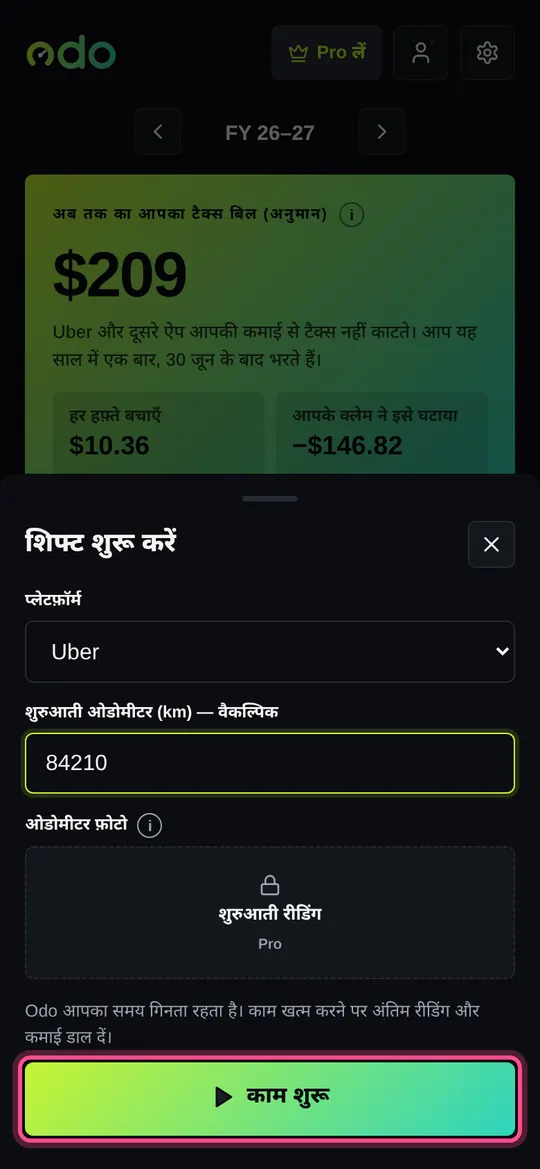 odo
Pro लें
FY 26–27
अब तक का आपका टैक्स बिल (अनुमान) i
$209
Uber और दूसरे ऐप आपकी कमाई से टैक्स नहीं काटते। आप यह
साल में एक बार, 30 जून के बाद भरते हैं।
हर हफ़्ते बचाएँ
$10.36
आपके क्लेम ने इसे घटाया
−$146.82
शिफ्ट शुरू करें
प्लेटफ़ॉर्म
Uber
शुरुआती ओडोमीटर (km) — वैकल्पिक
84210
ओडोमीटर फ़ोटो i
शुरुआती रीडिंग
Pro
Odo आपका समय गिनता रहता है। काम खत्म करने पर अंतिम रीडिंग और
कमाई डाल दें।
काम शुरू